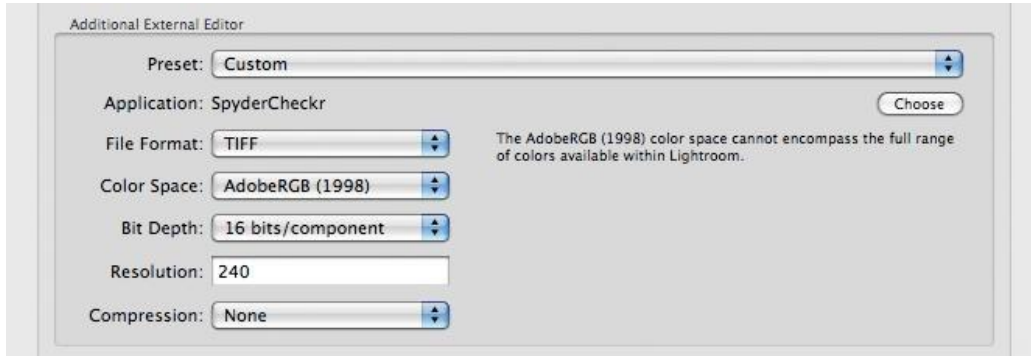 Additional External Editor
Preset: Custom
Application: SpyderCheckr Choose
File Format: TIFF
The AdobeRGB (1998) color space cannot encompass the full range
of colors available within Lightroom.
Color Space: AdobeRGB (1998)
Bit Depth: 16 bits/component
Resolution: 240
Compression: None